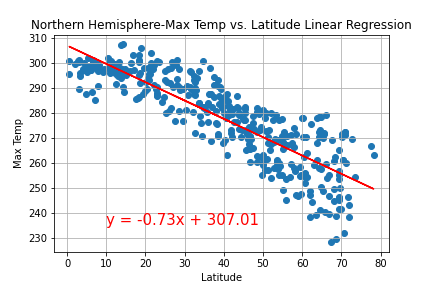 Northern Hemisphere-Max Temp vs. Latitude Linear Regression
310
300
290
280
270
260
250
240
230
Max Temp
y = -0.73x + 307.01
0 10 20 30 40 50 60 70 80
Latitude